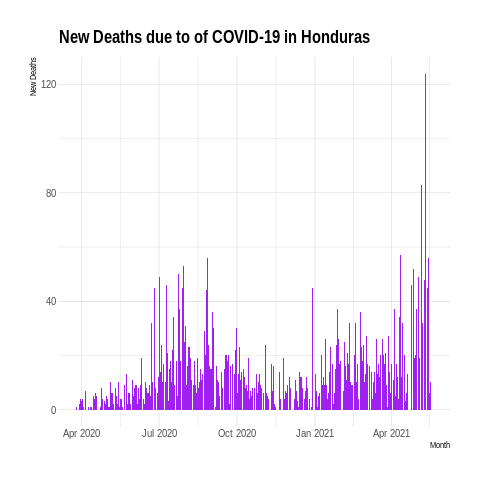 New Deaths due to of COVID-19 in Honduras
New Deaths
120
80
40
0
Apr 2020 Jul 2020 Oct 2020 Jan 2021 Apr 2021
Month